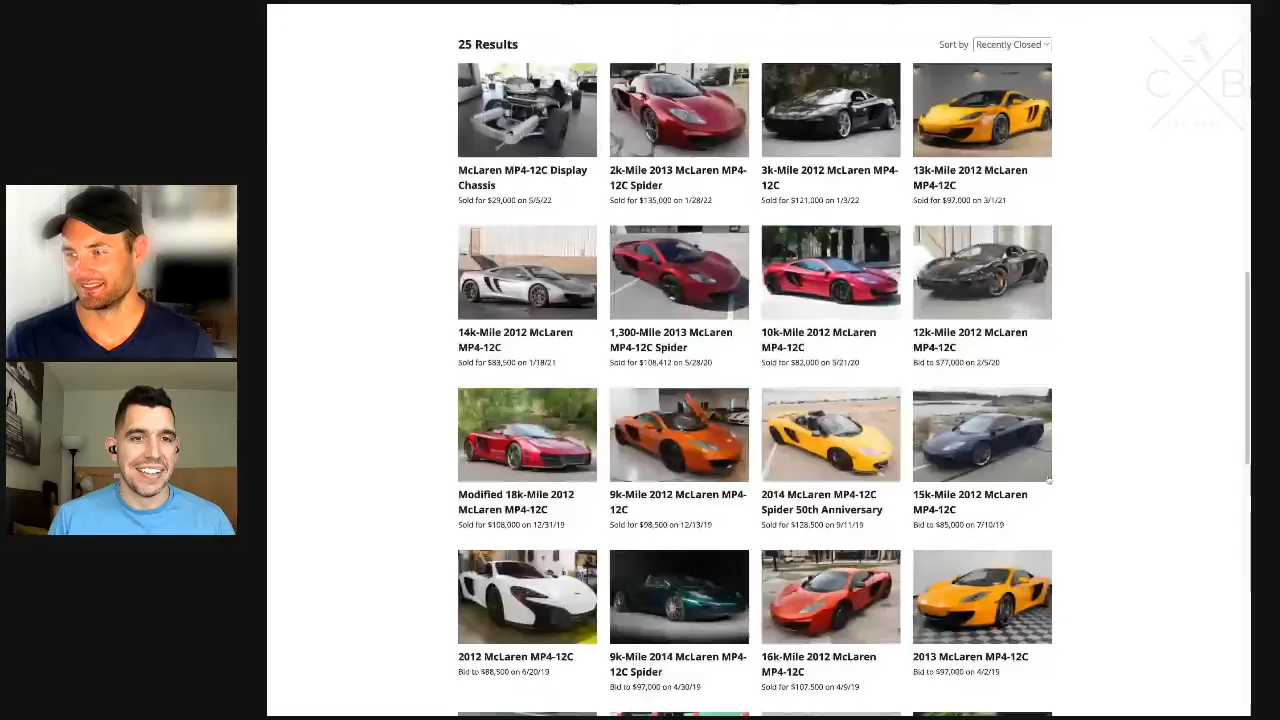 25 Results
Sort by Recently Closed
McLaren MP4-12C Display
Chassis
Sold for $29,000 on 5/5/22
2k-Mile 2013 McLaren MP4-
12C Spider
Sold for $135,000 on 1/28/22
3k-Mile 2012 McLaren MP4-
12C
Sold for $121,000 on 1/3/22
13k-Mile 2012 McLaren
MP4-12C
Sold for $97,000 on 3/1/21
14k-Mile 2012 McLaren
MP4-12C
Sold for $83,500 on 1/18/21
1,300-Mile 2013 McLaren
MP4-12C Spider
Sold for $108,412 on 5/28/20
10k-Mile 2012 McLaren
MP4-12C
Sold for $82,000 on 5/21/20
12k-Mile 2012 McLaren
MP4-12C
Bid to $77,000 on 2/5/20
Modified 18k-Mile 2012
McLaren MP4-12C
Sold for $108,000 on 12/31/19
9k-Mile 2012 McLaren MP4-
12C
Sold for $98,500 on 12/13/19
2014 McLaren MP4-12C
Spider 50th Anniversary
Sold for $128,500 on 9/11/19
15k-Mile 2012 McLaren
MP4-12C
Bid to $85,000 on 7/10/19
2012 McLaren MP4-12C
Bid to $88,500 on 6/20/19
9k-Mile 2014 McLaren MP4-
12C Spider
Bid to $97,000 on 4/30/19
16k-Mile 2012 McLaren
MP4-12C
Sold for $107,500 on 4/9/19
2013 McLaren MP4-12C
Bid to $97,000 on 4/2/19
C B